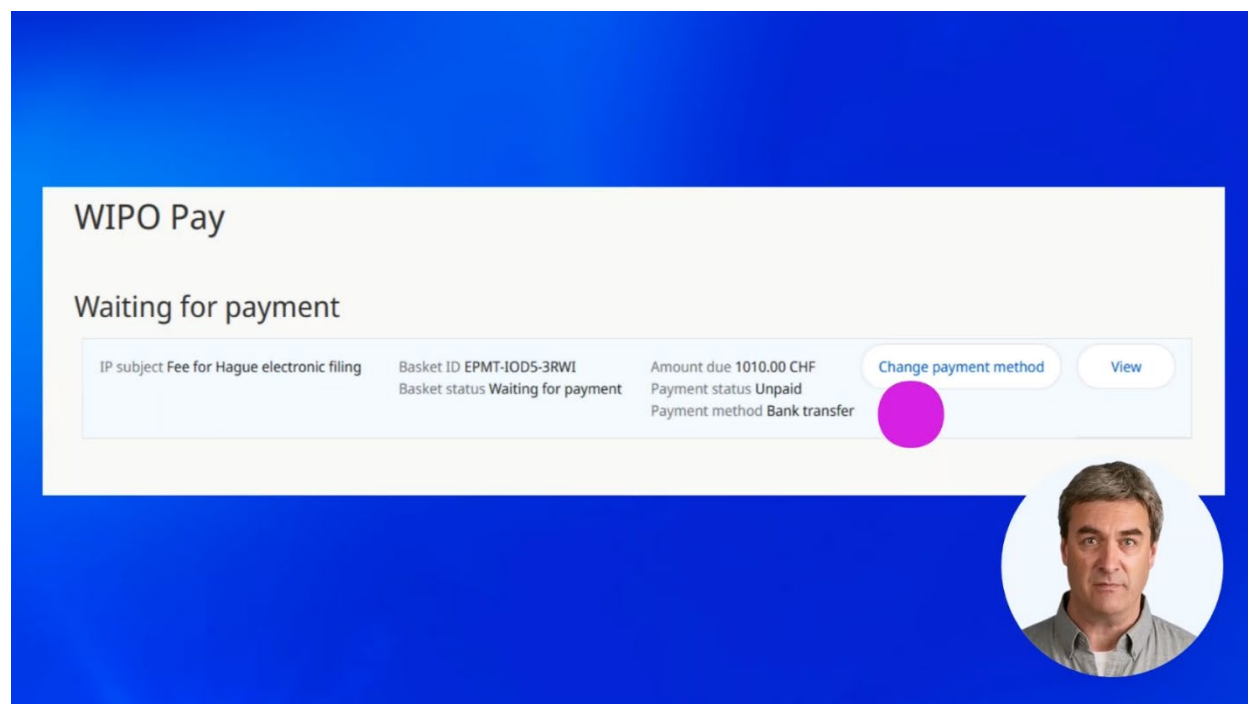 WIPO Pay
Waiting for payment
IP subject Fee for Hague electronic filing
Basket ID EPMT-IOD5-3RWI
Basket status Waiting for payment
Amount due 1010.00 CHF
Payment status Unpaid
Payment method Bank transfer
Change payment method
View